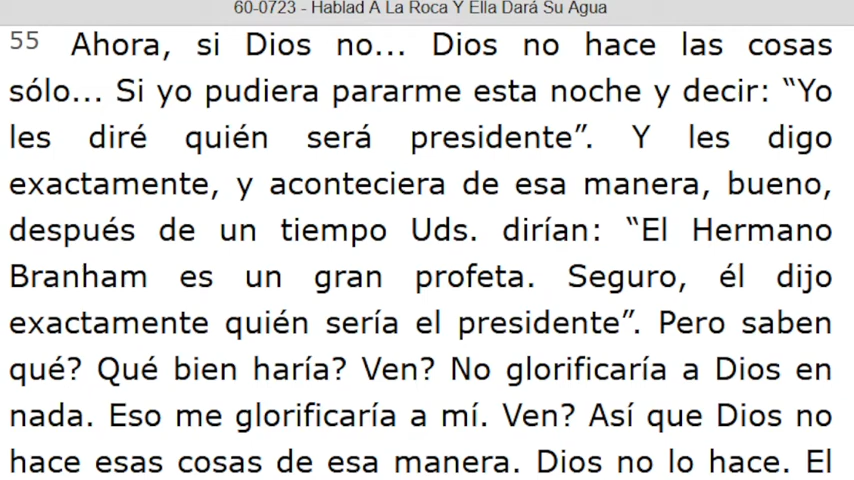 60-0723 - Hablad A La Roca Y Ella Dará Su Agua
55 Ahora, si Dios no... Dios no hace las cosas
sólo... Si yo pudiera pararme esta noche y decir: “Yo
les diré quién será presidente”. Y les digo
exactamente, y aconteciera de esa manera, bueno,
después de un tiempo Uds. dirían: “El Hermano
Branham es un gran profeta. Seguro, él dijo
exactamente quién sería el presidente”. Pero saben
qué? Qué bien haría? Ven? No glorificaría a Dios en
nada. Eso me glorificaría a mí. Ven? Así que Dios no
hace esas cosas de esa manera. Dios no lo hace. El